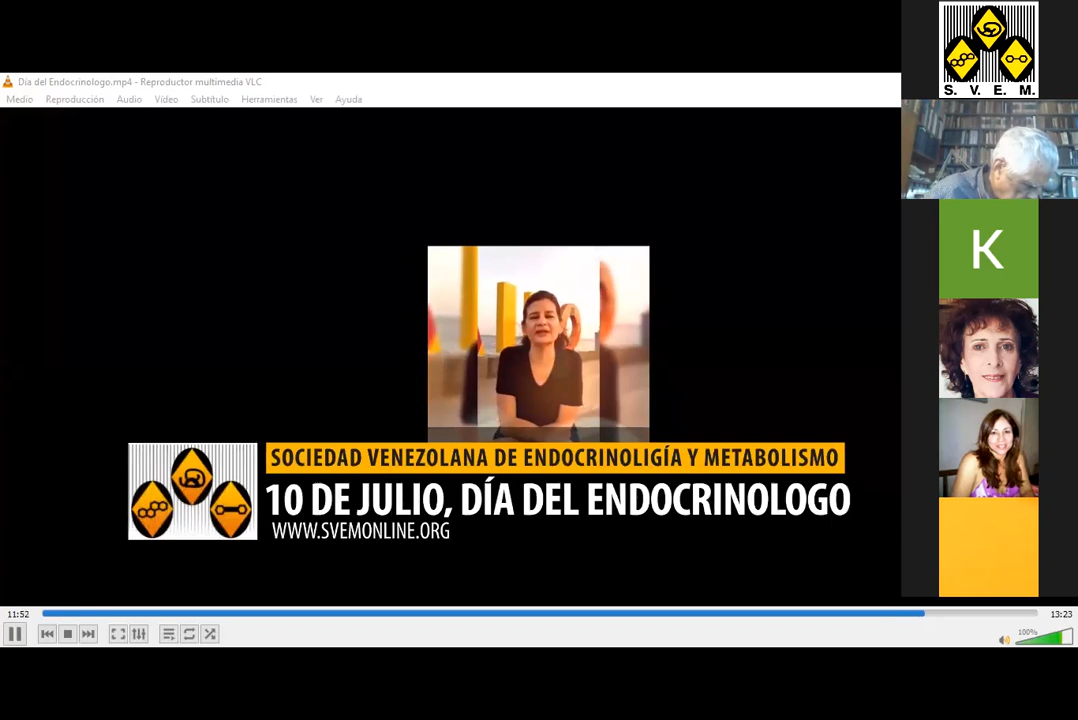 Día del Endocrinologo.mp4 - Reproductor multimedia VLC
Medio Reproducción Audio Vídeo Subtítulo Herramientas Ver Ayuda
S. V. E. M.
K
SOCIEDAD VENEZOLANA DE ENDOCRINOLIGÍA Y METABOLISMO
10 DE JULIO, DÍA DEL ENDOCRINOLOGO
WWW.SVEMONLINE.ORG
11:52
13:23
100%